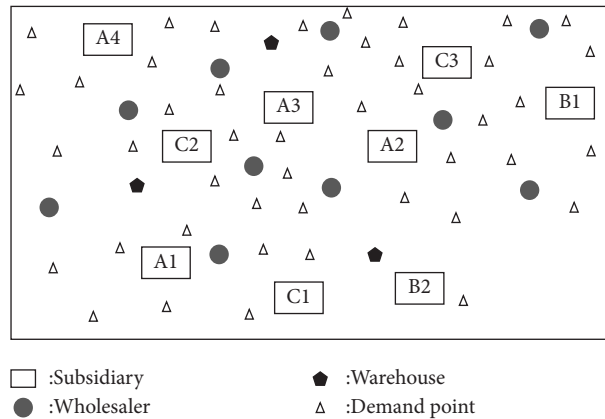 A4
C3
A3
B1
C2
A2
A1
C1
B2
:Subsidiary
:Warehouse
:Wholesaler
:Demand point